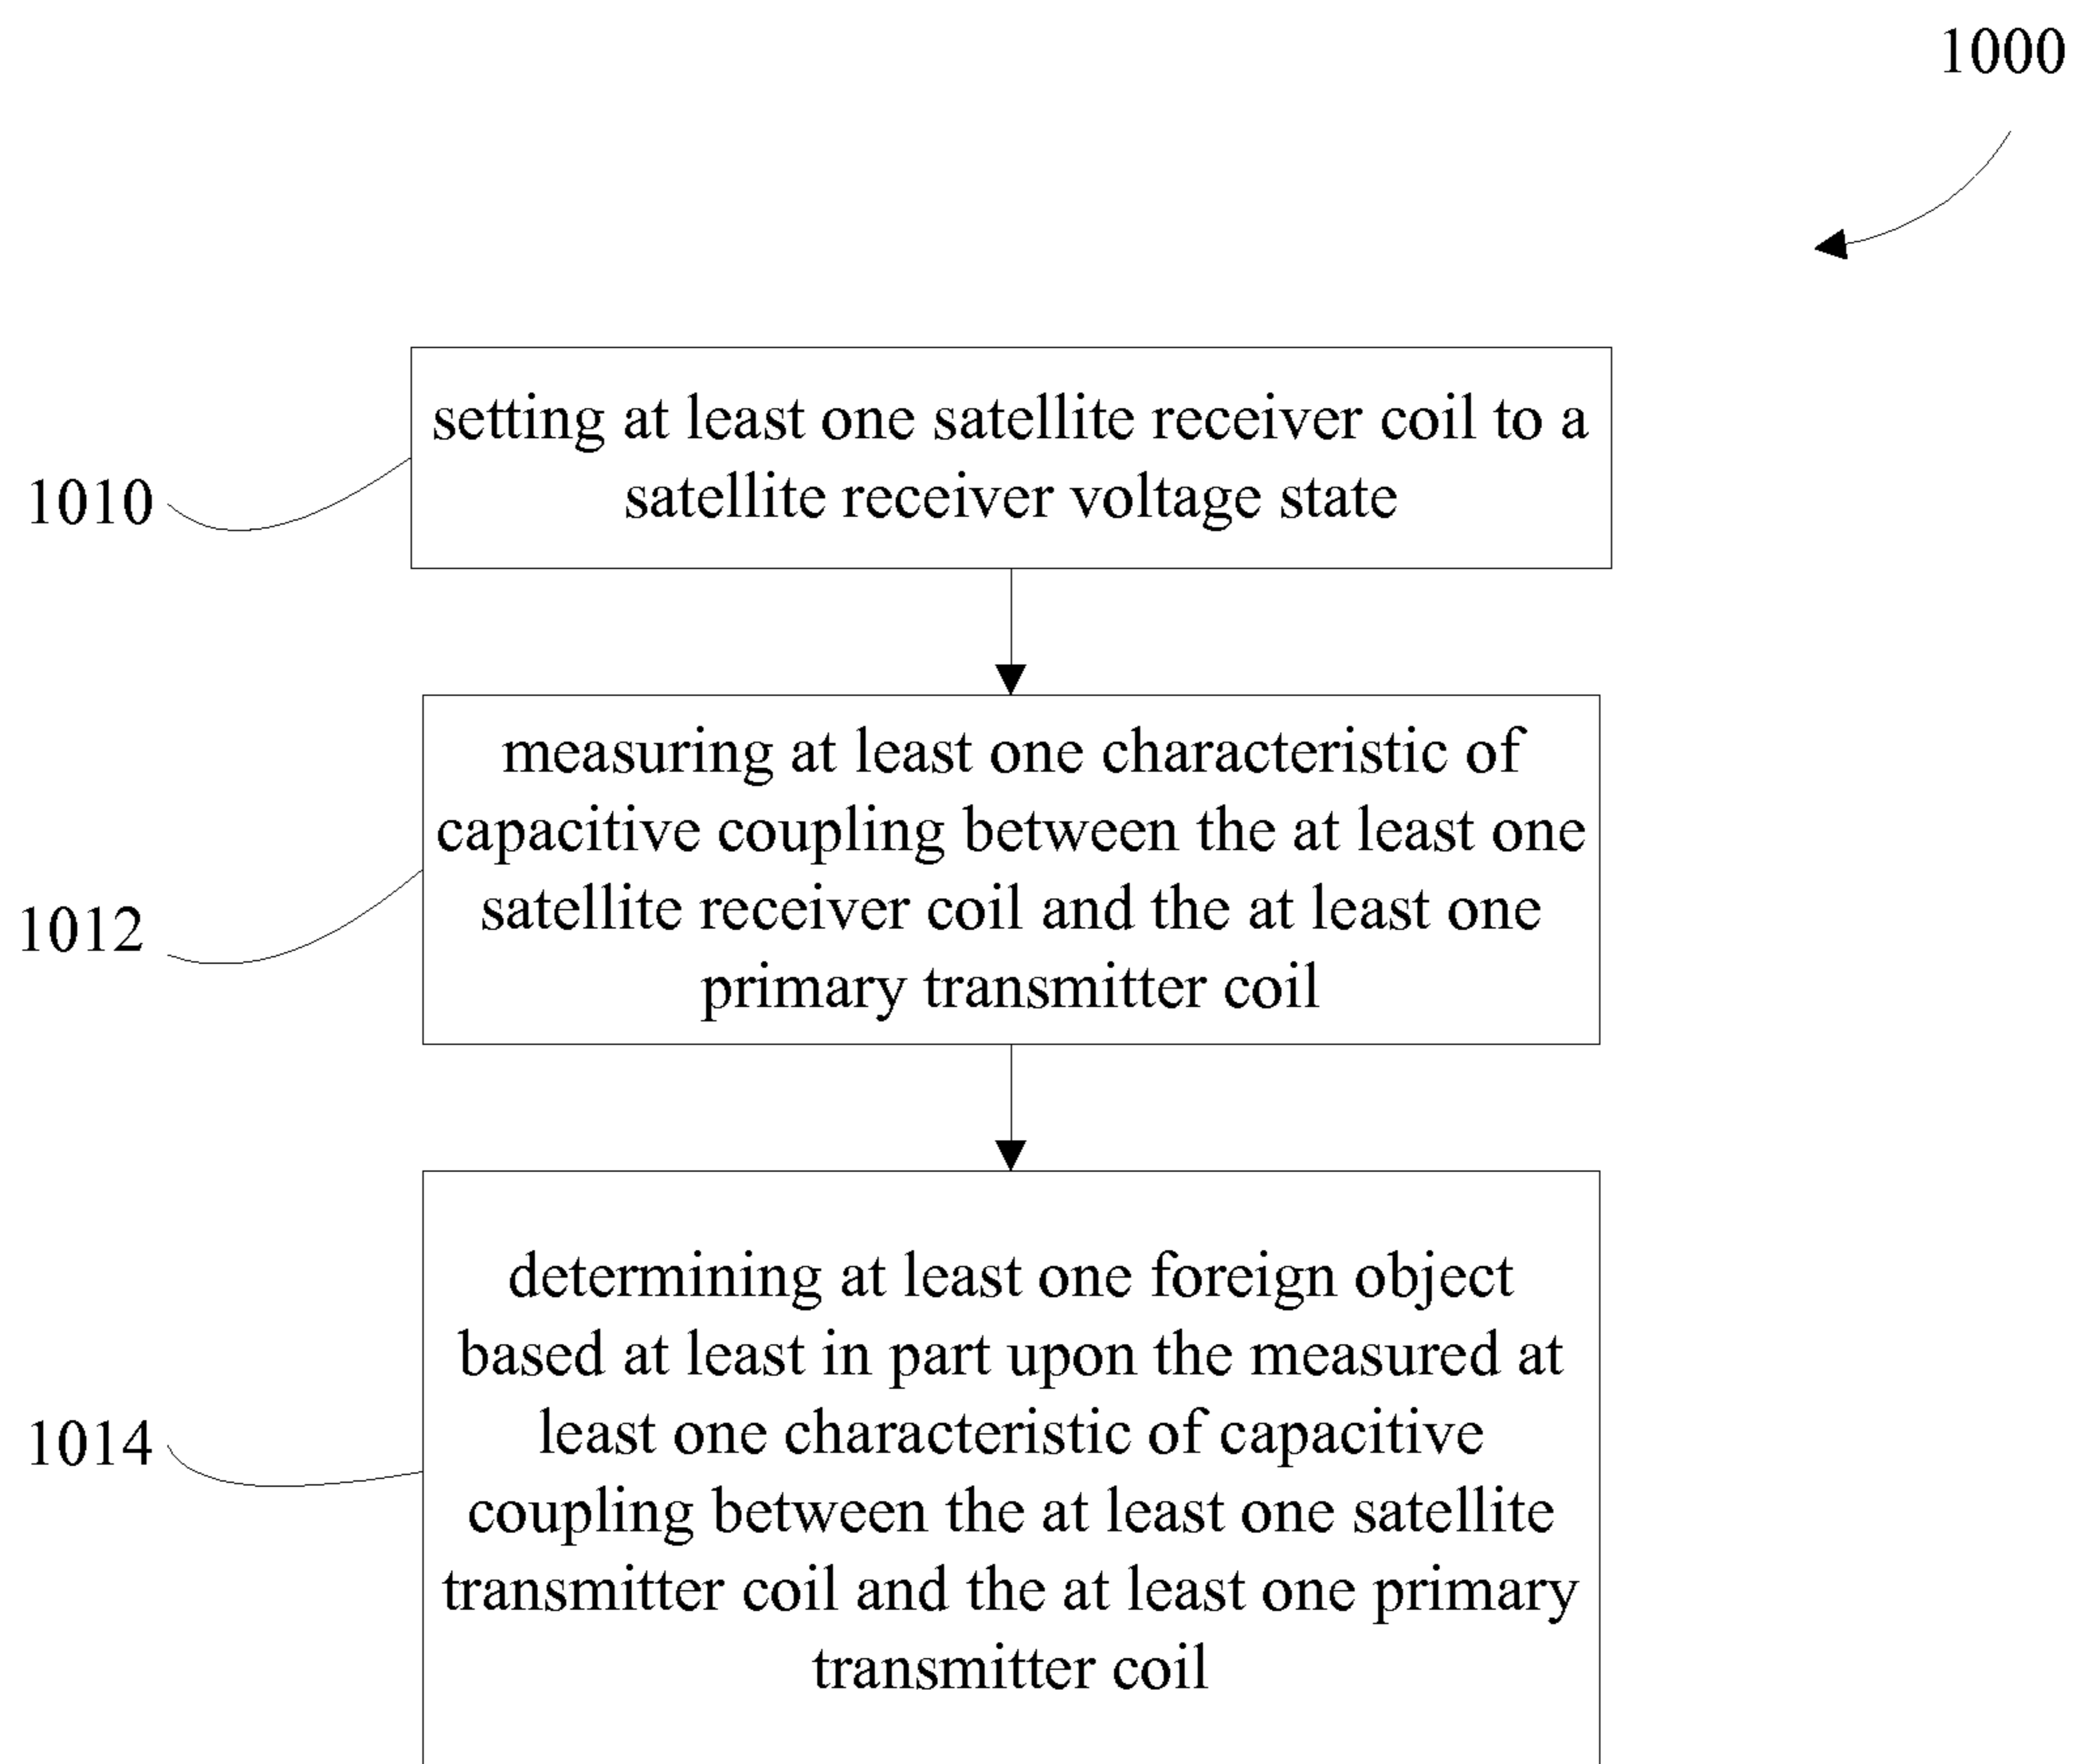 1000
setting at least one satellite receiver coil to a
satellite receiver voltage state
1010
measuring at least one characteristic of
capacitive coupling between the at least one
satellite receiver coil and the at least one
primary transmitter coil
1012
determining at least one foreign object
based at least in part upon the measured at
least one characteristic of capacitive
coupling between the at least one satellite
transmitter coil and the at least one primary
transmitter coil
1014